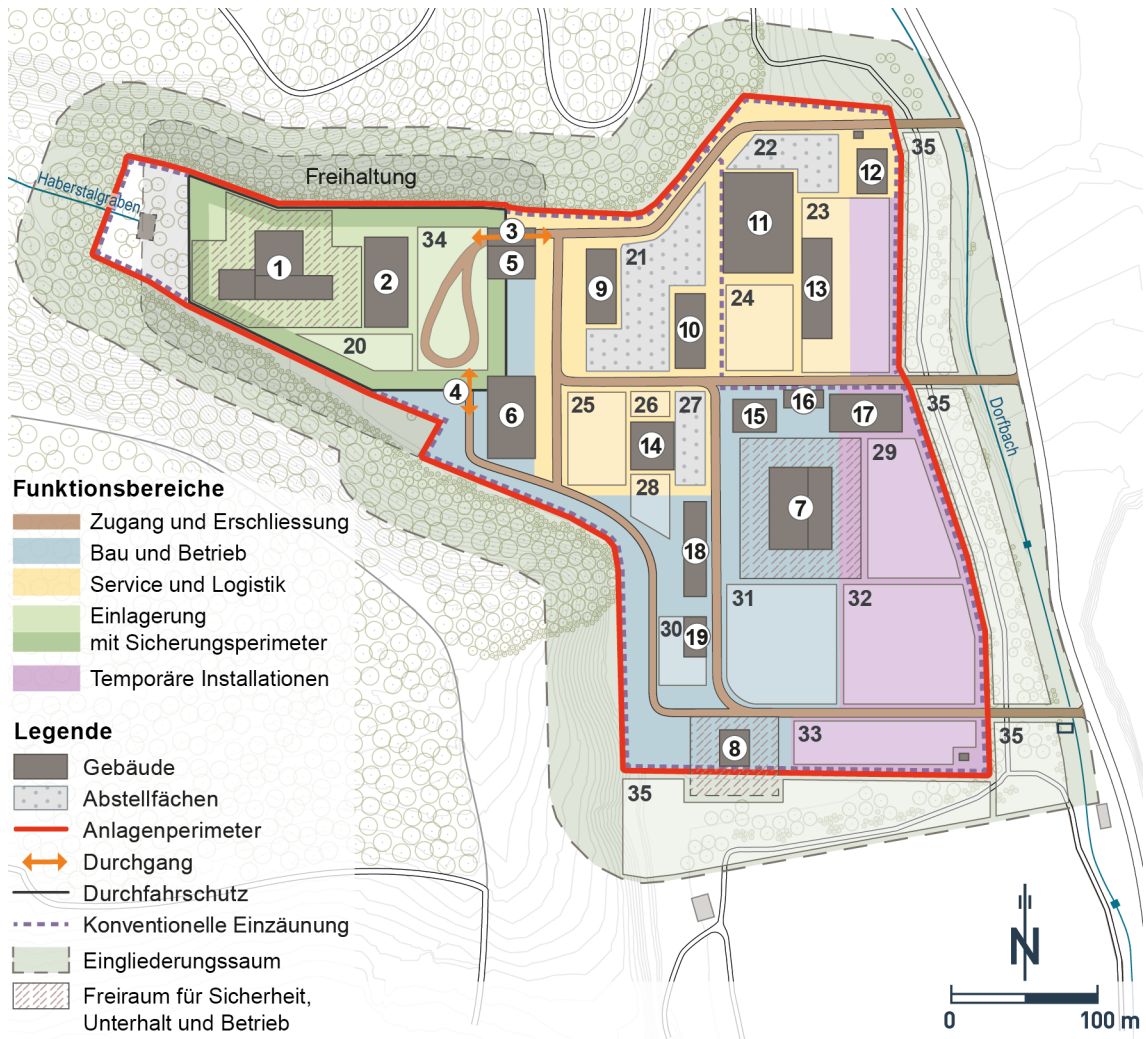 35
22
12
Freihaltung
Haberstalgraben
11
23
3
34
5
21
1
2
9
13
10
24
20
4
16
35
6
25
26
27
15
17
Dorfbach
14
29
28
7
18
31
32
30
19
33
35
8
35
Funktionsbereiche
Zugang und Erschliessung
Bau und Betrieb
Service und Logistik
Einlagerung
mit Sicherungsperimeter
Temporäre Installationen
Legende
Gebäude
Abstellfächen
Anlagenperimeter
Durchgang
Durchfahrschutz
Konventionelle Einzäunung
Eingliederungssaum
Freiraum für Sicherheit,
Unterhalt und Betrieb
N
0 100 m